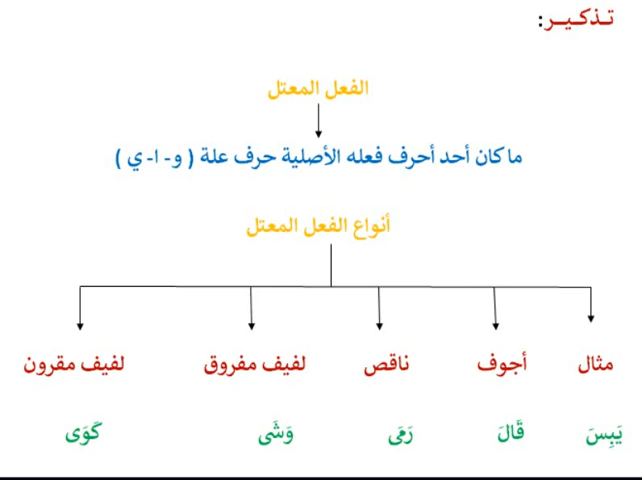 تـذكـيـر:
الفعل المعتل
ما كان أحد أحرف فعله الأصلية حرف علة ( و- ا- ي )
أنواع الفعل المعتل
مثال أجوف ناقص لفيف مفروق لفيف مقرون
يَبِسَ قَالَ رَمَى وَشَى كَوَى